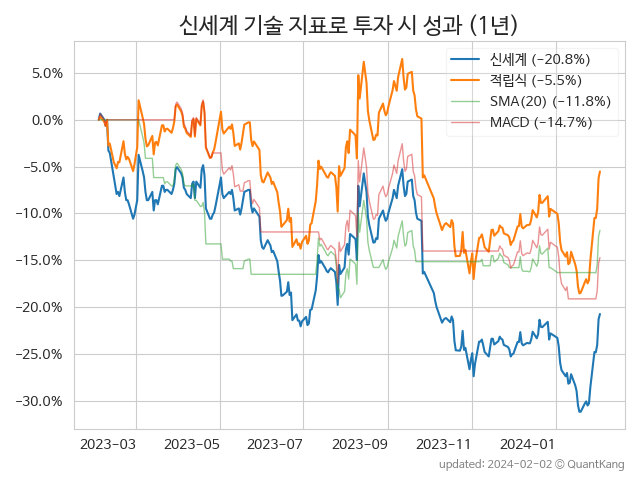 신세계 기술 지표로 투자 시 성과 (1년)
신세계 (−20.8%)
적립식 (−5.5%)
SMA(20) (−11.8%)
MACD (−14.7%)
5.0%
0.0%
−5.0%
−10.0%
−15.0%
−20.0%
−25.0%
−30.0%
2023-03 2023-05 2023-07 2023-09 2023-11 2024-01
updated: 2024-02-02 © QuantKang